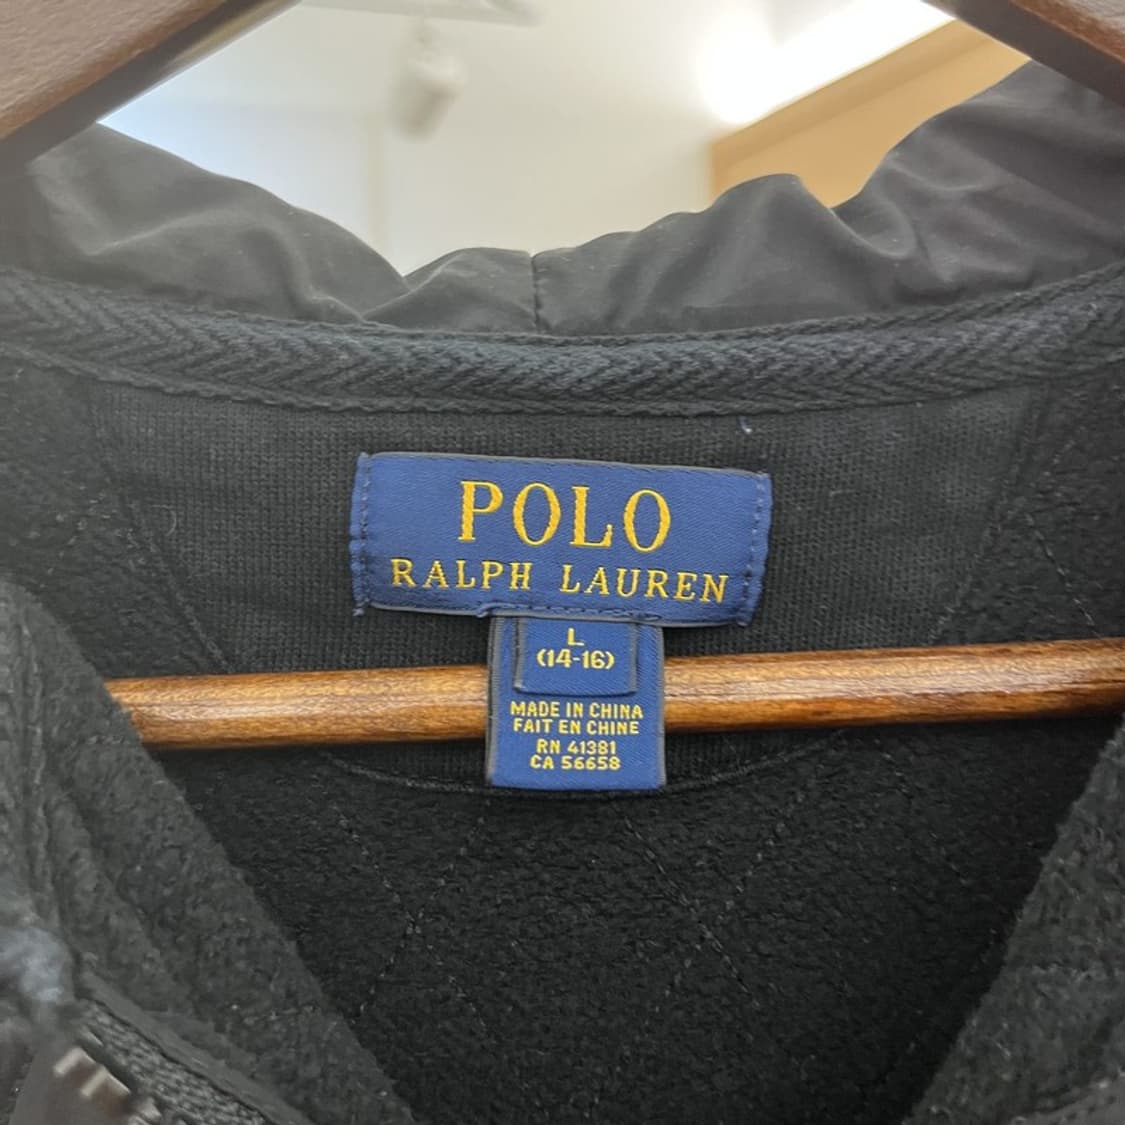 POLO
RALPH LAUREN
L
(14-16)
MADE IN CHINA
FAIT EN CHINE
RN 41381
CA 56658